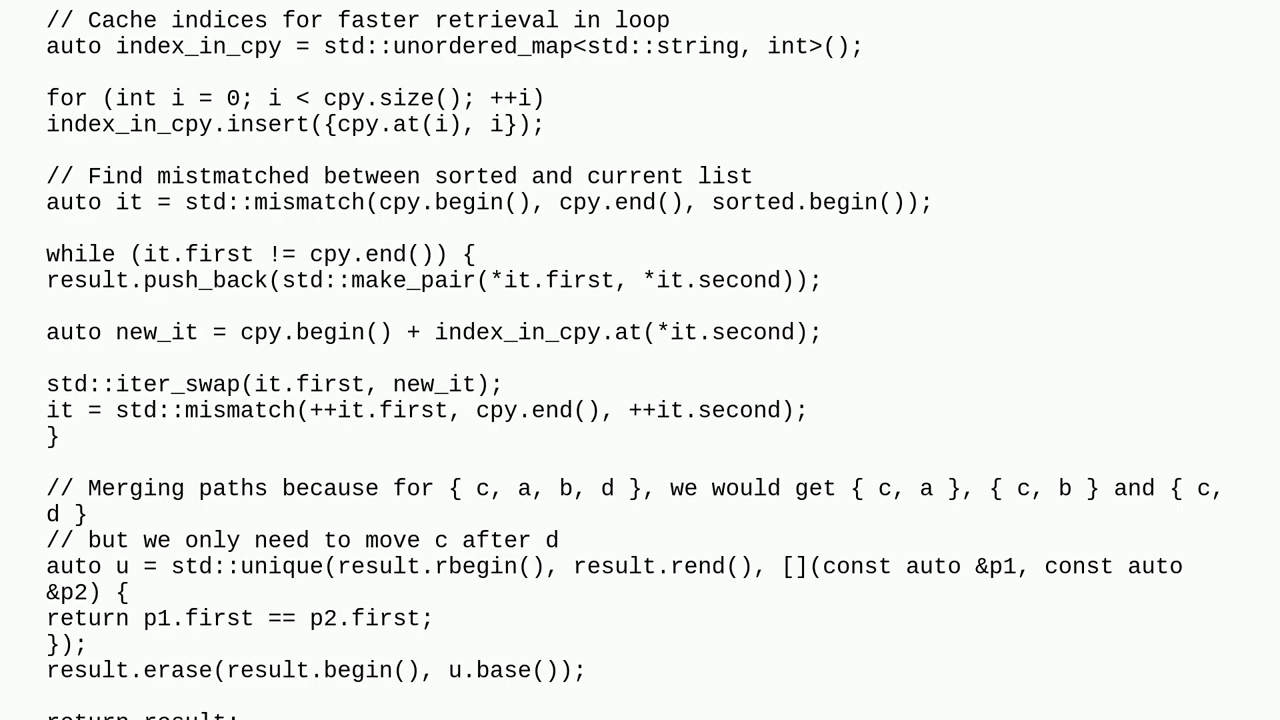 // Cache indices for faster retrieval in loop
auto index_in_cpy = std::unordered_map<std::string, int>();
for (int i = 0; i < cpy.size(); ++i)
index_in_cpy.insert({cpy.at(i), i});
// Find mistmatched between sorted and current list
auto it = std::mismatch(cpy.begin(), cpy.end(), sorted.begin());
while (it.first != cpy.end()) {
result.push_back(std::make_pair(*it.first, *it.second));
auto new_it = cpy.begin() + index_in_cpy.at(*it.second);
std::iter_swap(it.first, new_it);
it = std::mismatch(++it.first, cpy.end(), ++it.second);
}
// Merging paths because for { c, a, b, d }, we would get { c, a }, { c, b } and { c,
d }
// but we only need to move c after d
auto u = std::unique(result.rbegin(), result.rend(), [](const auto &p1, const auto
&p2) {
return p1.first == p2.first;
});
result.erase(result.begin(), u.base());
return result;